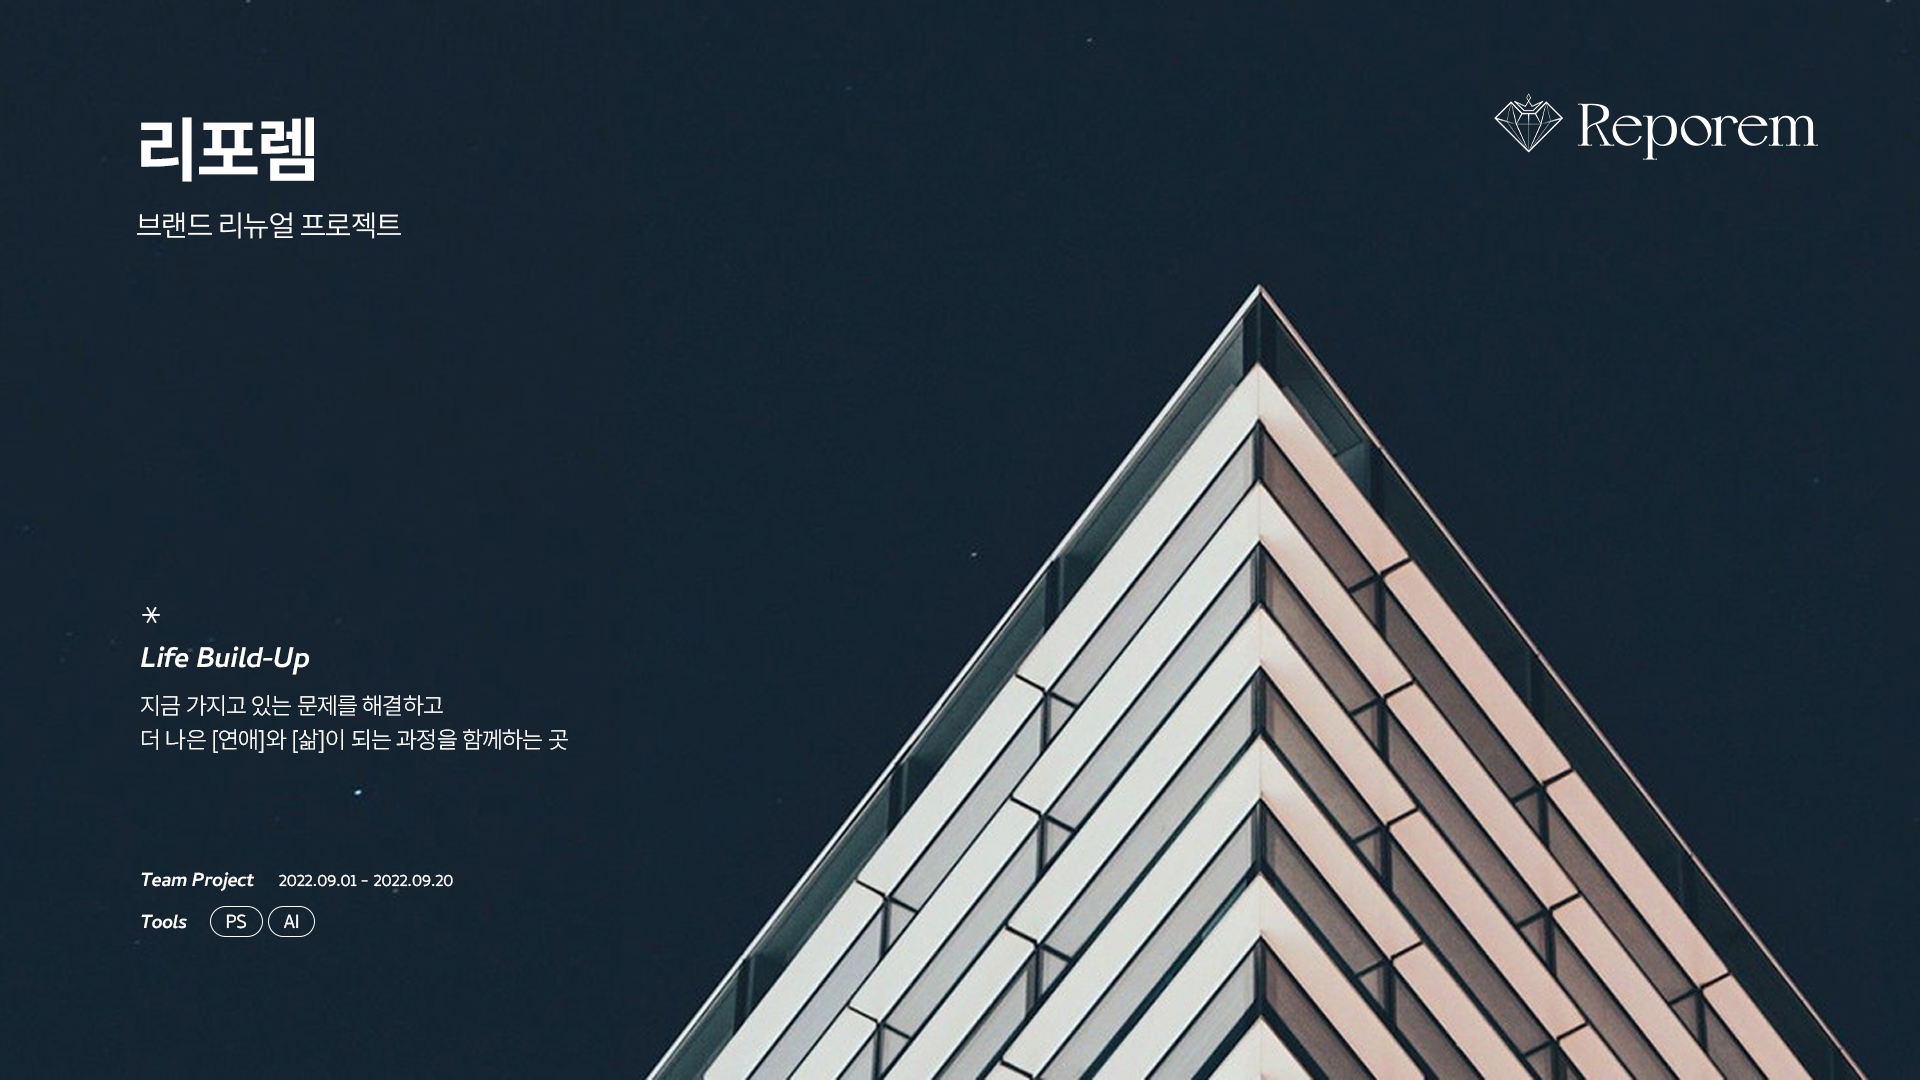 리포렘
브랜드 리뉴얼 프로젝트
Reporem
Life Build-Up
지금 가지고 있는 문제를 해결하고
더 나은 [연애]와 [삶]이 되는 과정을 함께하는 곳
Team Project 2022.09.01 - 2022.09.20
Tools PS AI